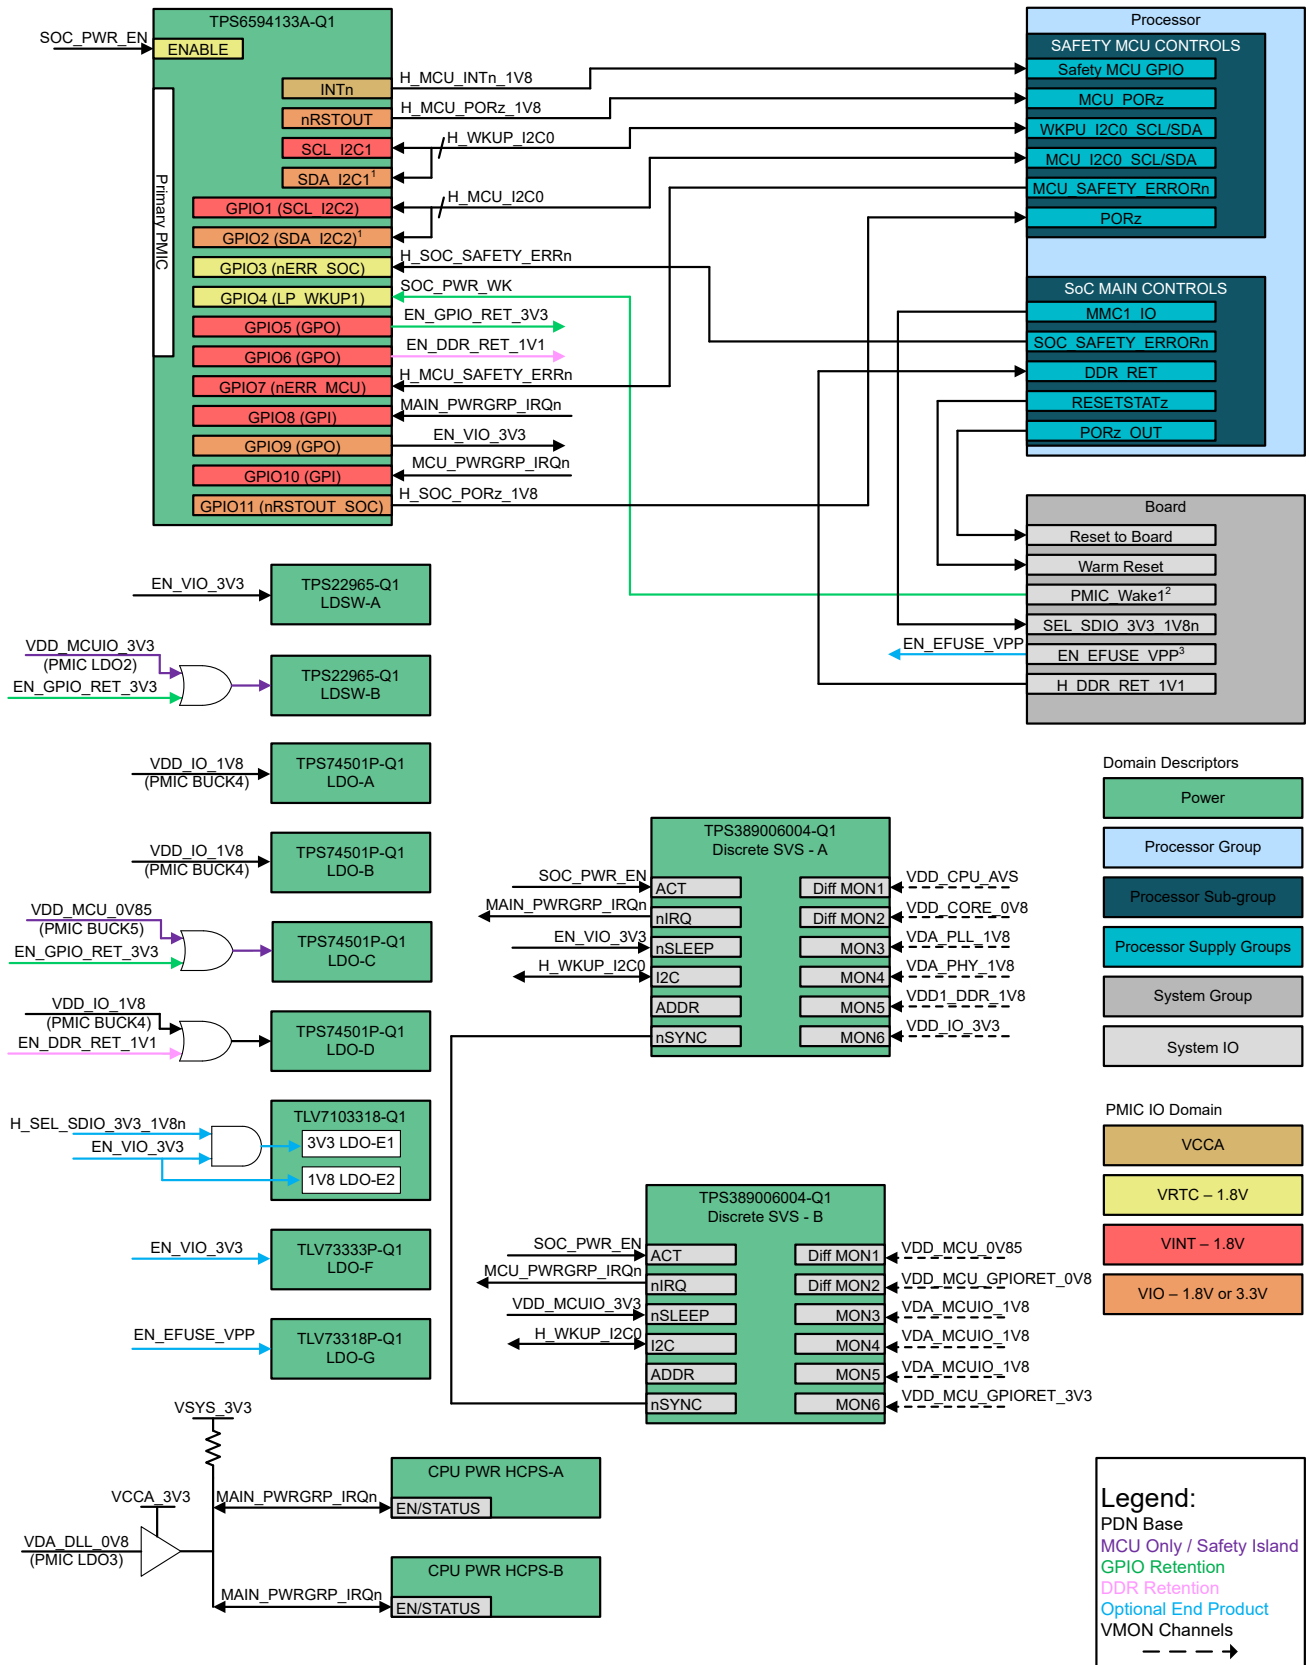 TPS6594133A-Q1
SOC_PWR_EN
ENABLE
Primary PMIC
INTn
H_MCU_INTn_1V8
nRSTOUT
H_MCU_PORz_1V8
SCL_I2C1
H_WKUP_I2C0
SDA_I2C1¹
GPIO1 (SCL_I2C2)
H_MCU_I2C0
GPIO2 (SDA_I2C2)¹
GPIO3 (nERR_SOC)
H_SOC_SAFETY_ERRn
GPIO4 (LP_WKUP1)
SOC_PWR_WK
GPIO5 (GPO)
EN_GPIO_RET_3V3
GPIO6 (GPO)
EN_DDR_RET_1V1
GPIO7 (nERR_MCU)
H_MCU_SAFETY_ERRn
GPIO8 (GPI)
MAIN_PWRGRP_IRQn
GPIO9 (GPO)
EN_VIO_3V3
GPIO10 (GPI)
MCU_PWRGRP_IRQn
GPIO11 (nRSTOUT_SOC)
H_SOC_PORz_1V8
Processor
SAFETY MCU CONTROLS
Safety MCU GPIO
MCU_PORz
WKPU_I2C0_SCL/SDA
MCU_I2C0_SCL/SDA
MCU_SAFETY_ERRORn
PORz
SoC MAIN CONTROLS
MMC1_IO
SOC_SAFETY_ERRORn
DDR_RET
RESETSTATz
PORz_OUT
Board
Reset to Board
Warm Reset
PMIC_Wake1²
SEL_SDIO_3V3_1V8n
EN_EFUSE_VPP
EN_EFUSE_VPP³
H_DDR_RET_1V1
EN_VIO_3V3
TPS22965-Q1
LDSW-A
VDD_MCUIO_3V3
(PMIC LDO2)
EN_GPIO_RET_3V3
TPS22965-Q1
LDSW-B
VDD_IO_1V8
(PMIC BUCK4)
TPS74501P-Q1
LDO-A
VDD_IO_1V8
(PMIC BUCK4)
TPS74501P-Q1
LDO-B
VDD_MCU_0V85
(PMIC BUCK5)
EN_GPIO_RET_3V3
TPS74501P-Q1
LDO-C
VDD_IO_1V8
(PMIC BUCK4)
EN_DDR_RET_1V1
TPS74501P-Q1
LDO-D
H_SEL_SDIO_3V3_1V8n
EN_VIO_3V3
TLV7103318-Q1
3V3 LDO-E1
1V8 LDO-E2
EN_VIO_3V3
TLV73333P-Q1
LDO-F
EN_EFUSE_VPP
TLV73318P-Q1
LDO-G
VSYS_3V3
VCCA_3V3
VDA_DLL_0V8
(PMIC LDO3)
MAIN_PWRGRP_IRQn
CPU PWR HCPS-A
EN/STATUS
MAIN_PWRGRP_IRQn
CPU PWR HCPS-B
EN/STATUS
TPS389006004-Q1
Discrete SVS - A
SOC_PWR_EN
ACT
Diff MON1
VDD_CPU_AVS
MAIN_PWRGRP_IRQn
nIRQ
Diff MON2
VDD_CORE_0V8
EN_VIO_3V3
nSLEEP
MON3
VDA_PLL_1V8
H_WKUP_I2C0
I2C
MON4
VDA_PHY_1V8
ADDR
MON5
VDD1_DDR_1V8
nSYNC
MON6
VDD_IO_3V3
TPS389006004-Q1
Discrete SVS - B
SOC_PWR_EN
ACT
Diff MON1
VDD_MCU_0V85
MCU_PWRGRP_IRQn
nIRQ
Diff MON2
VDD_MCU_GPIORET_0V8
VDD_MCUIO_3V3
nSLEEP
MON3
VDA_MCUIO_1V8
H_WKUP_I2C0
I2C
MON4
VDA_MCUIO_1V8
ADDR
MON5
VDA_MCUIO_1V8
nSYNC
MON6
VDD_MCU_GPIORET_3V3
Domain Descriptors
Power
Processor Group
Processor Sub-group
Processor Supply Groups
System Group
System IO
PMIC IO Domain
VCCA
VRTC – 1.8V
VINT – 1.8V
VIO – 1.8V or 3.3V
Legend:
PDN Base
MCU Only / Safety Island
GPIO Retention
DDR Retention
Optional End Product
VMON Channels